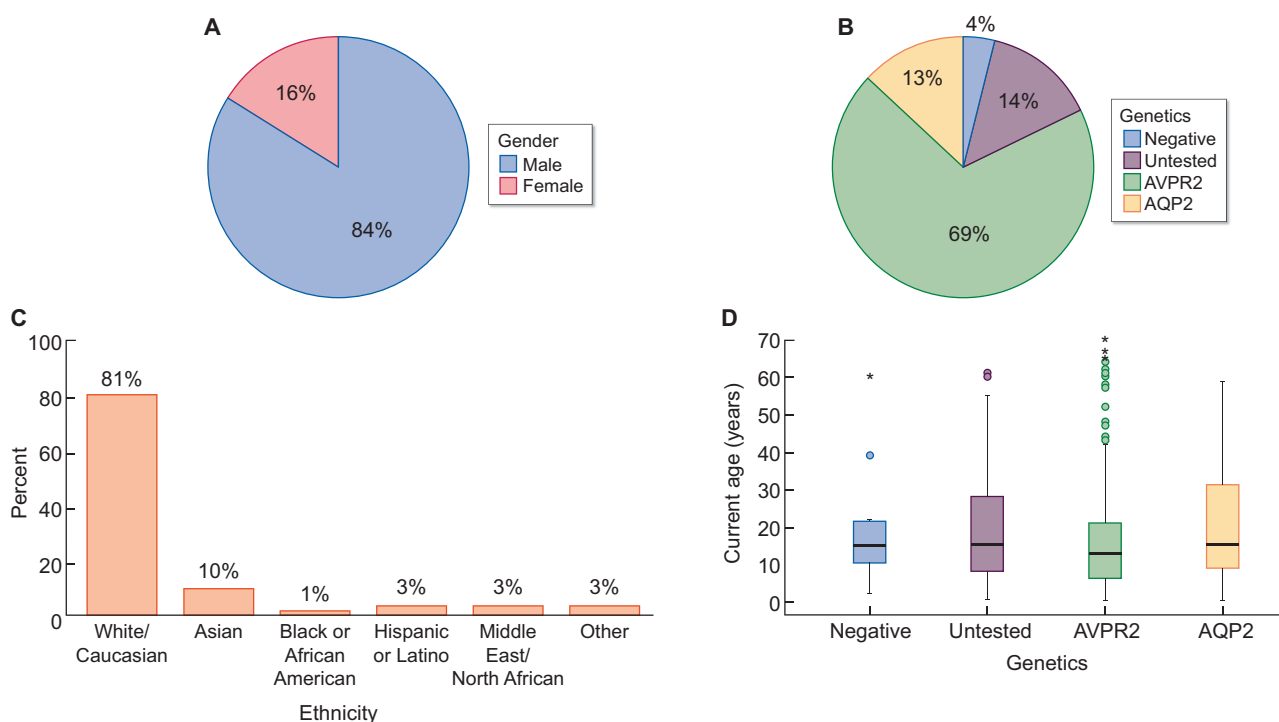 A
16%
84%
Gender
Male
Female
B
4%
13%
14%
69%
Genetics
Negative
Untested
AVPR2
AQP2
C
100
80
60
40
20
0
Percent
81%
10%
1%
3%
3%
3%
White/
Caucasian
Asian
Black or
African
American
Hispanic
or Latino
Middle
East/
North African
Other
Ethnicity
D
70
60
50
40
30
20
10
0
Current age (years)
*
*
*
*
Negative
Untested
AVPR2
AQP2
Genetics